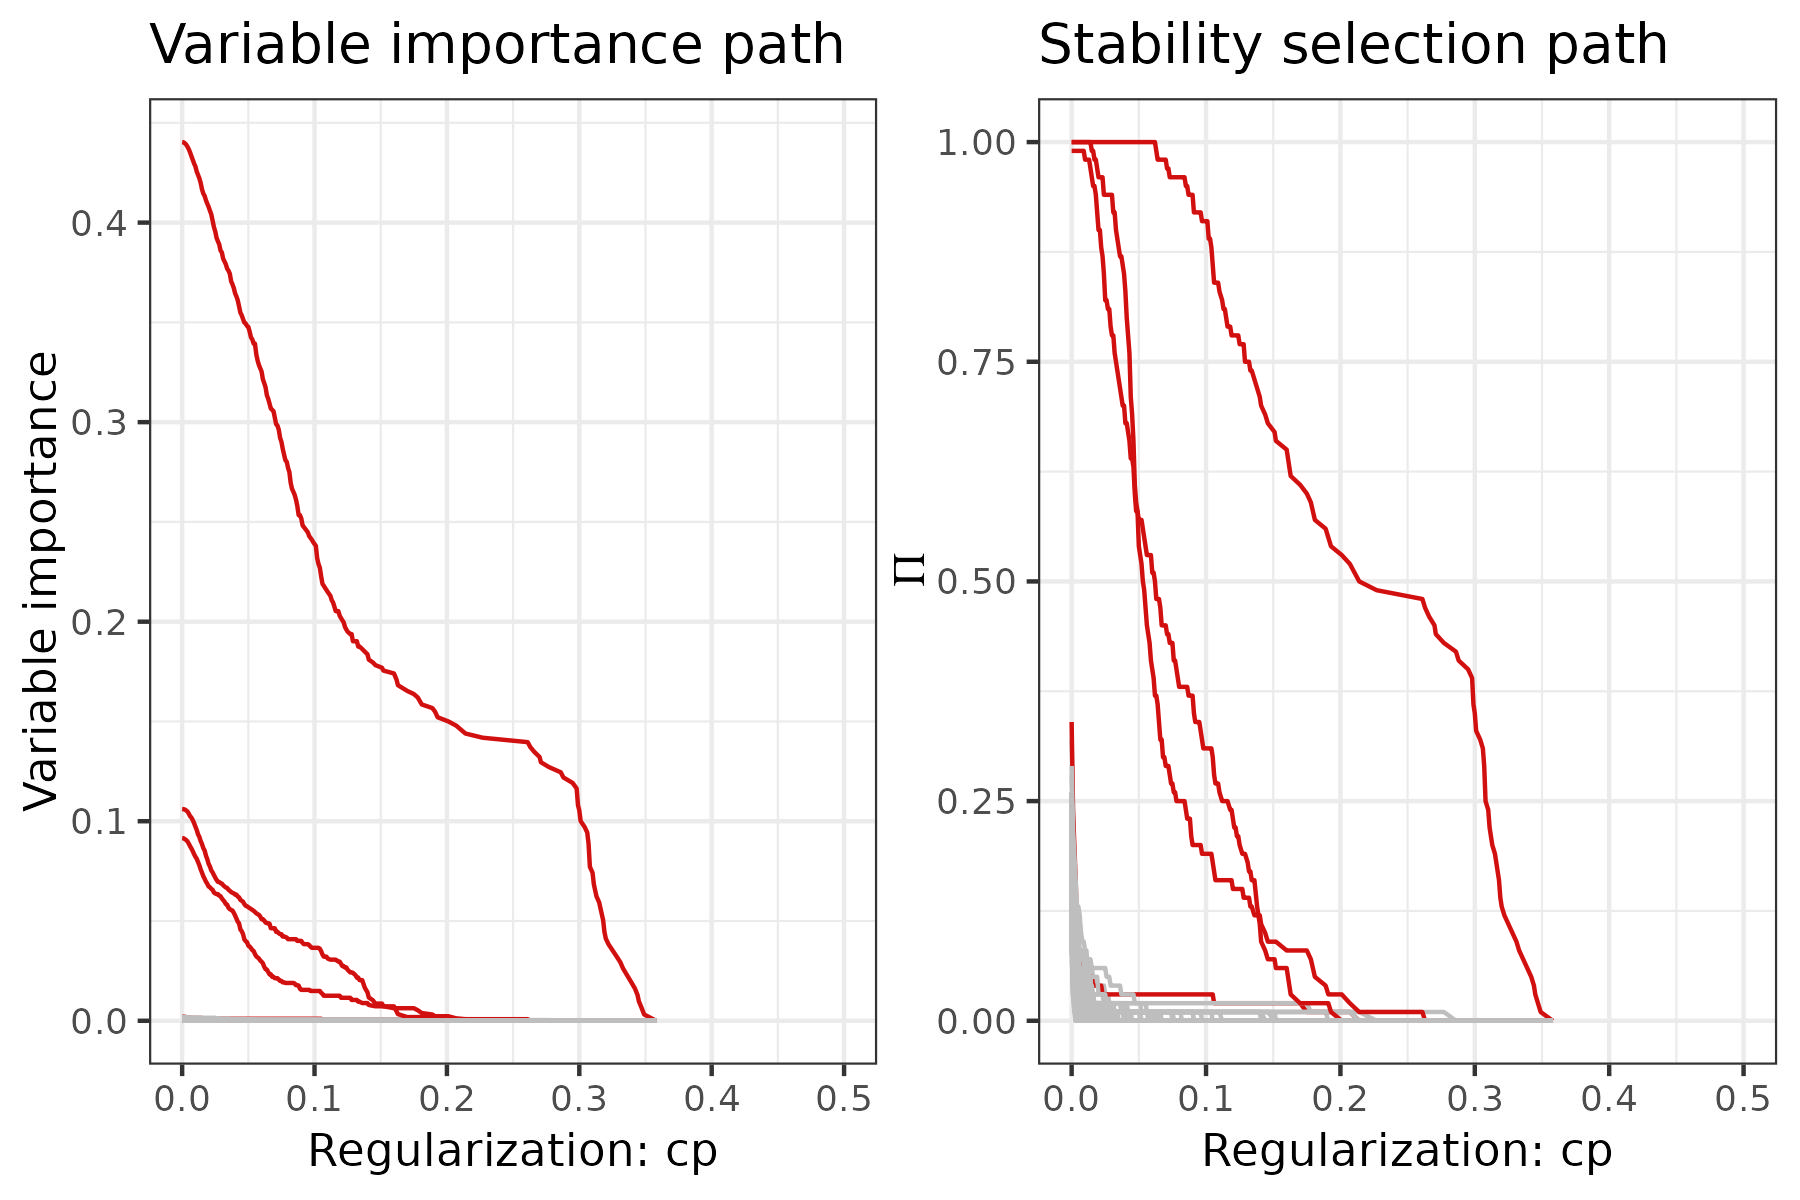 Variable importance path
Variable importance
0.4
0.3
0.2
0.1
0.0
0.0 0.1 0.2 0.3 0.4 0.5
Regularization: cp
Stability selection path
Π
1.00
0.75
0.50
0.25
0.00
0.0 0.1 0.2 0.3 0.4 0.5
Regularization: cp